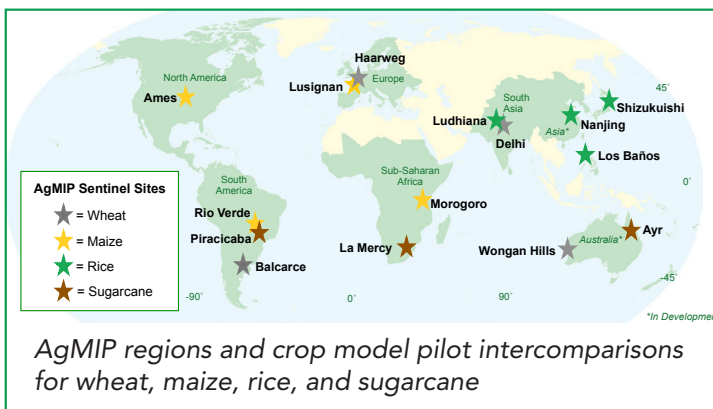 Haarweg
North America
Europe
Lusignan
45
Ames
South
Asia
Shizukuishi
Ludhiana
Asia*
Nanjing
Delhi
Los Baños
Sub-Saharan
Africa
South
America
0
AgMIP Sentinel Sites
= Wheat
= Maize
= Rice
= Sugarcane
Rio Verde
Morogoro
Piracicaba
La Mercy
Wongan Hills
Australia*
Ayr
Balcarce
-45
-90
0
90
*In Developmen
AgMIP regions and crop model pilot intercomparisons
for wheat, maize, rice, and sugarcane